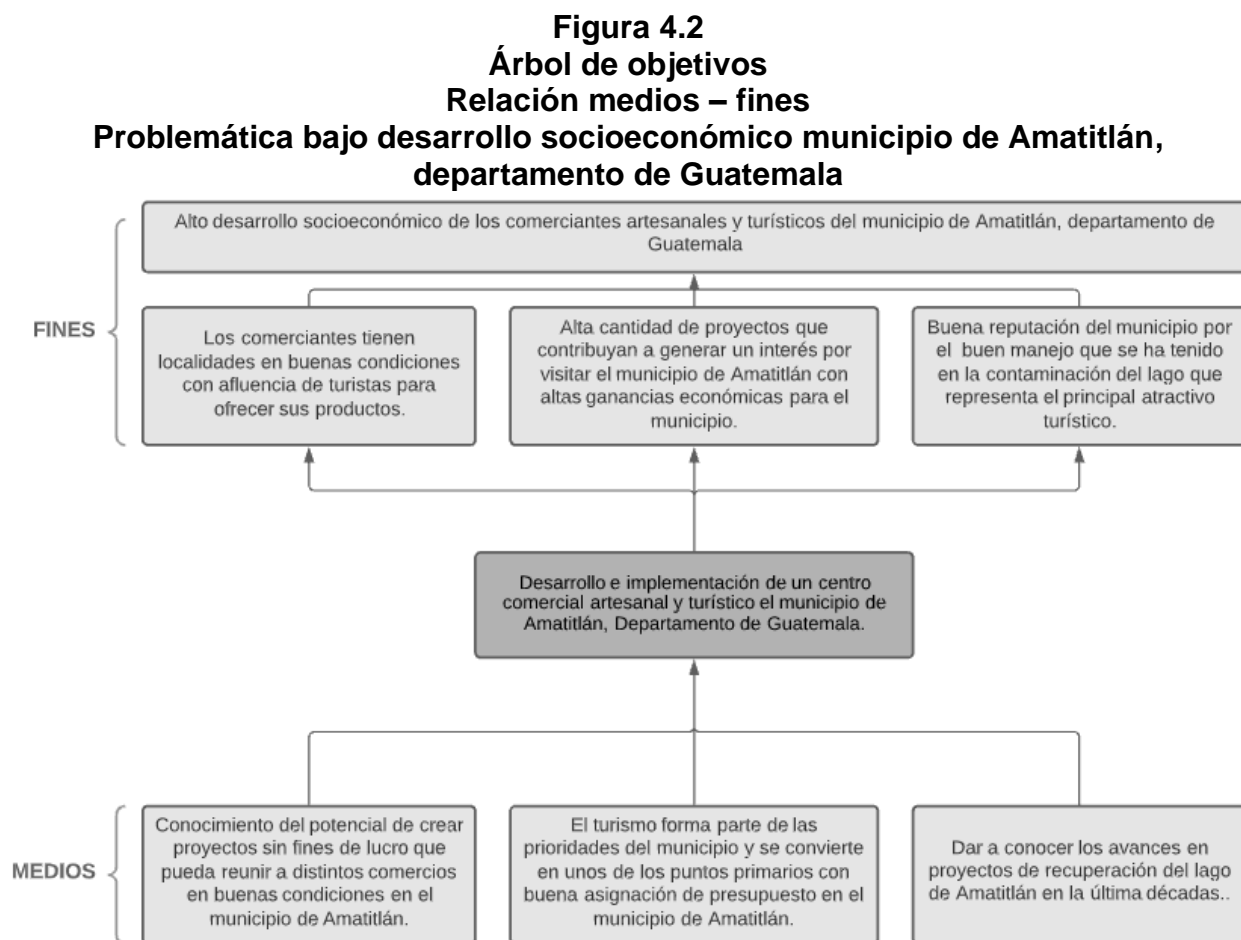 Figura 4.2
Árbol de objetivos
Relación medios – fines
Problemática bajo desarrollo socioeconómico municipio de Amatitlán,
departamento de Guatemala
Alto desarrollo socioeconómico de los comerciantes artesanales y turísticos del municipio de Amatitlán, departamento de
Guatemala
FINES
Los comerciantes tienen
localidades en buenas condiciones
con afluencia de turistas para
ofrecer sus productos.
Alta cantidad de proyectos que
contribuyan a generar un interés por
visitar el municipio de Amatitlán con
altas ganancias económicas para el
municipio.
Buena reputación del municipio por
el buen manejo que se ha tenido
en la contaminación del lago que
representa el principal atractivo
turístico.
Desarrollo e implementación de un centro
comercial artesanal y turístico el municipio de
Amatitlán, Departamento de Guatemala.
MEDIOS
Conocimiento del potencial de crear
proyectos sin fines de lucro que
pueda reunir a distintos comercios
en buenas condiciones en el
municipio de Amatitlán.
El turismo forma parte de las
prioridades del municipio y se convierte
en unos de los puntos primarios con
buena asignación de presupuesto en el
municipio de Amatitlán.
Dar a conocer los avances en
proyectos de recuperación del lago
de Amatitlán en la última décadas..